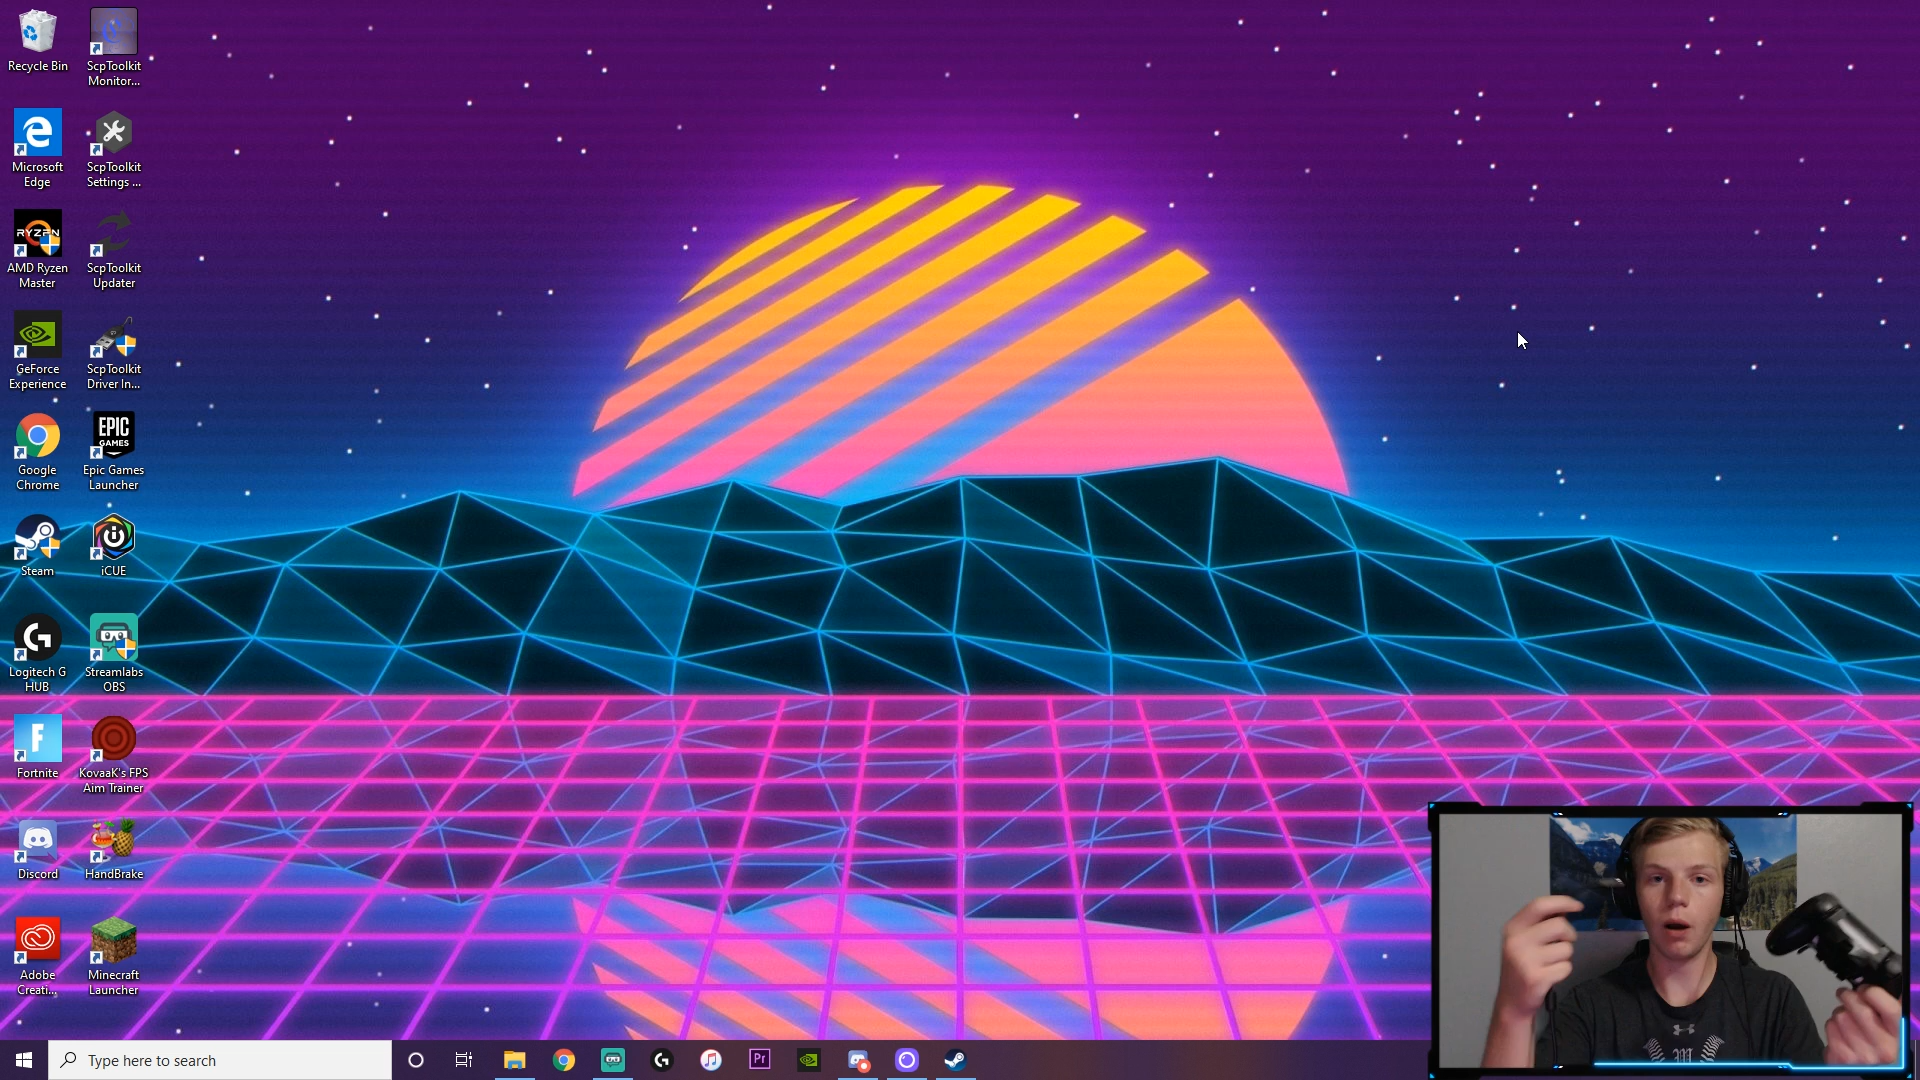 Recycle Bin
ScpToolkit
Monitor...
Microsoft
Edge
ScpToolkit
Settings ...
RYZEN
AMD Ryzen
Master
ScpToolkit
Updater
GeForce
Experience
ScpToolkit
Driver In...
Google
Chrome
EPIC
GAMES
Epic Games
Launcher
Steam
iCUE
Logitech G
HUB
Streamlabs
OBS
F
Fortnite
KovaaK's FPS
Aim Trainer
Discord
HandBrake
Adobe
Creati...
Minecraft
Launcher
Type here to search
Pr